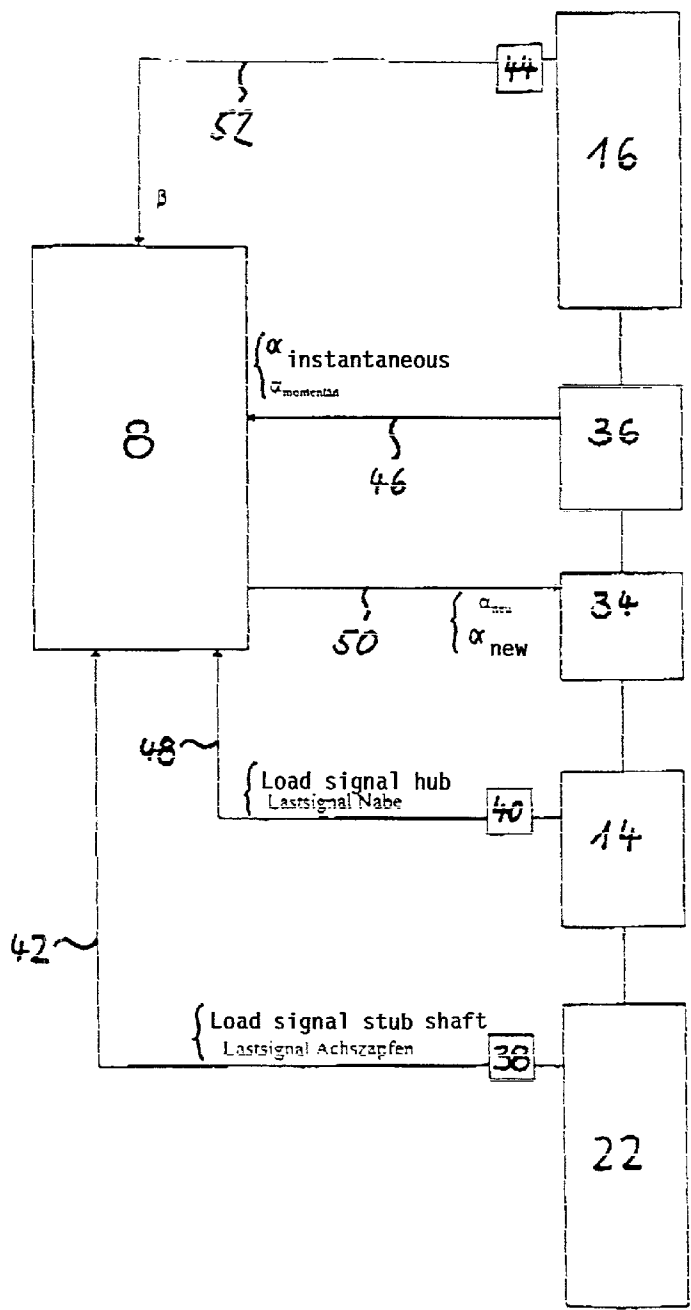 44
16
52
β
α instantaneous
α momentan
8
36
46
34
α neu
50
α new
48
Load signal hub
Lastsignal Nabe
40
14
42
Load signal stub shaft
Lastsignal Achszapfen
38
22